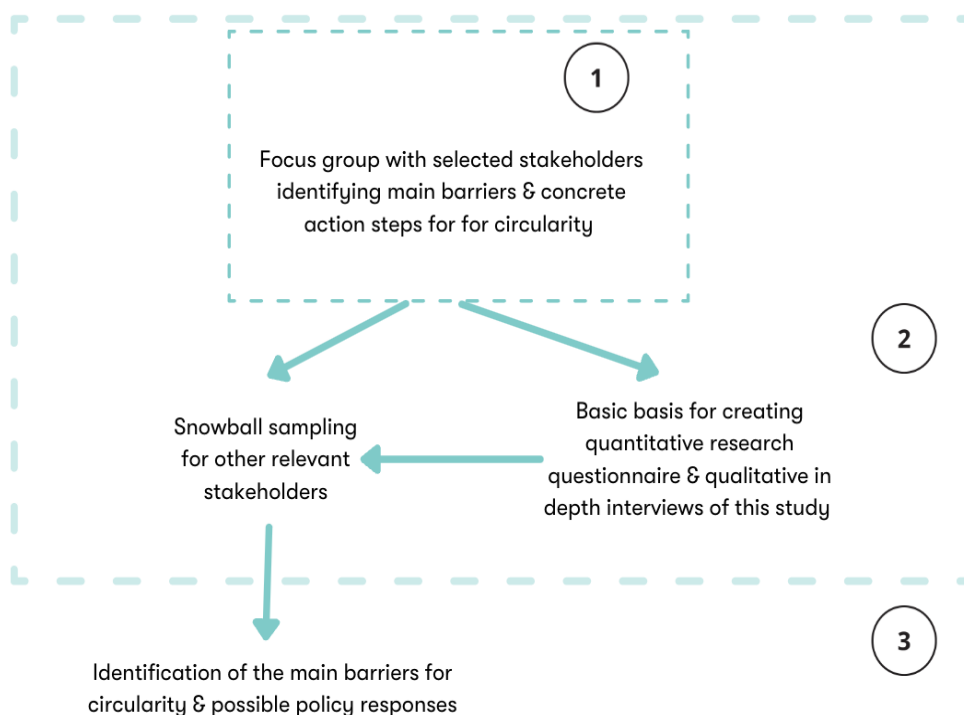 1
Focus group with selected stakeholders
identifying main barriers & concrete
action steps for for circularity
2
Snowball sampling
for other relevant
stakeholders
Basic basis for creating
quantitative research
questionnaire & qualitative in
depth interviews of this study
3
Identification of the main barriers for
circularity & possible policy responses